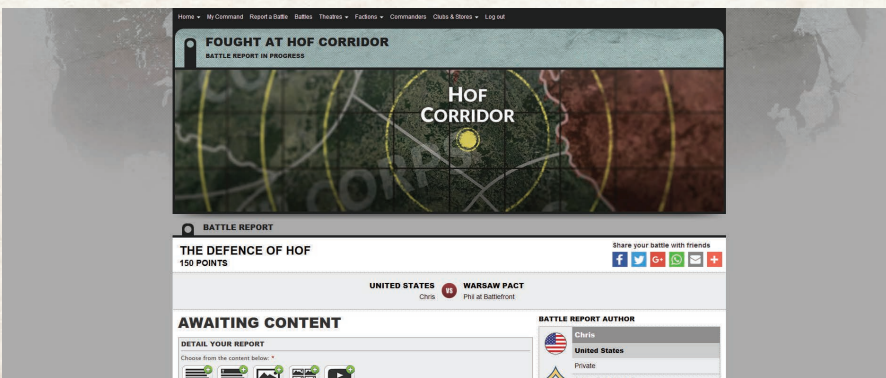 Home My Command Report a Battle Battles Theatres Factions Commanders Clubs & Stores Log out
FOUGHT AT HOF CORRIDOR
BATTLE REPORT IN PROGRESS
HOF
CORRIDOR
CORPS
BATTLE REPORT
THE DEFENCE OF HOF
150 POINTS
Share your battle with friends
f G+ +
UNITED STATES VS WARSAW PACT
Chris Phil at Battlefront
AWAITING CONTENT
DETAIL YOUR REPORT
Choose from the content below: *
BATTLE REPORT AUTHOR
Chris
United States
Private